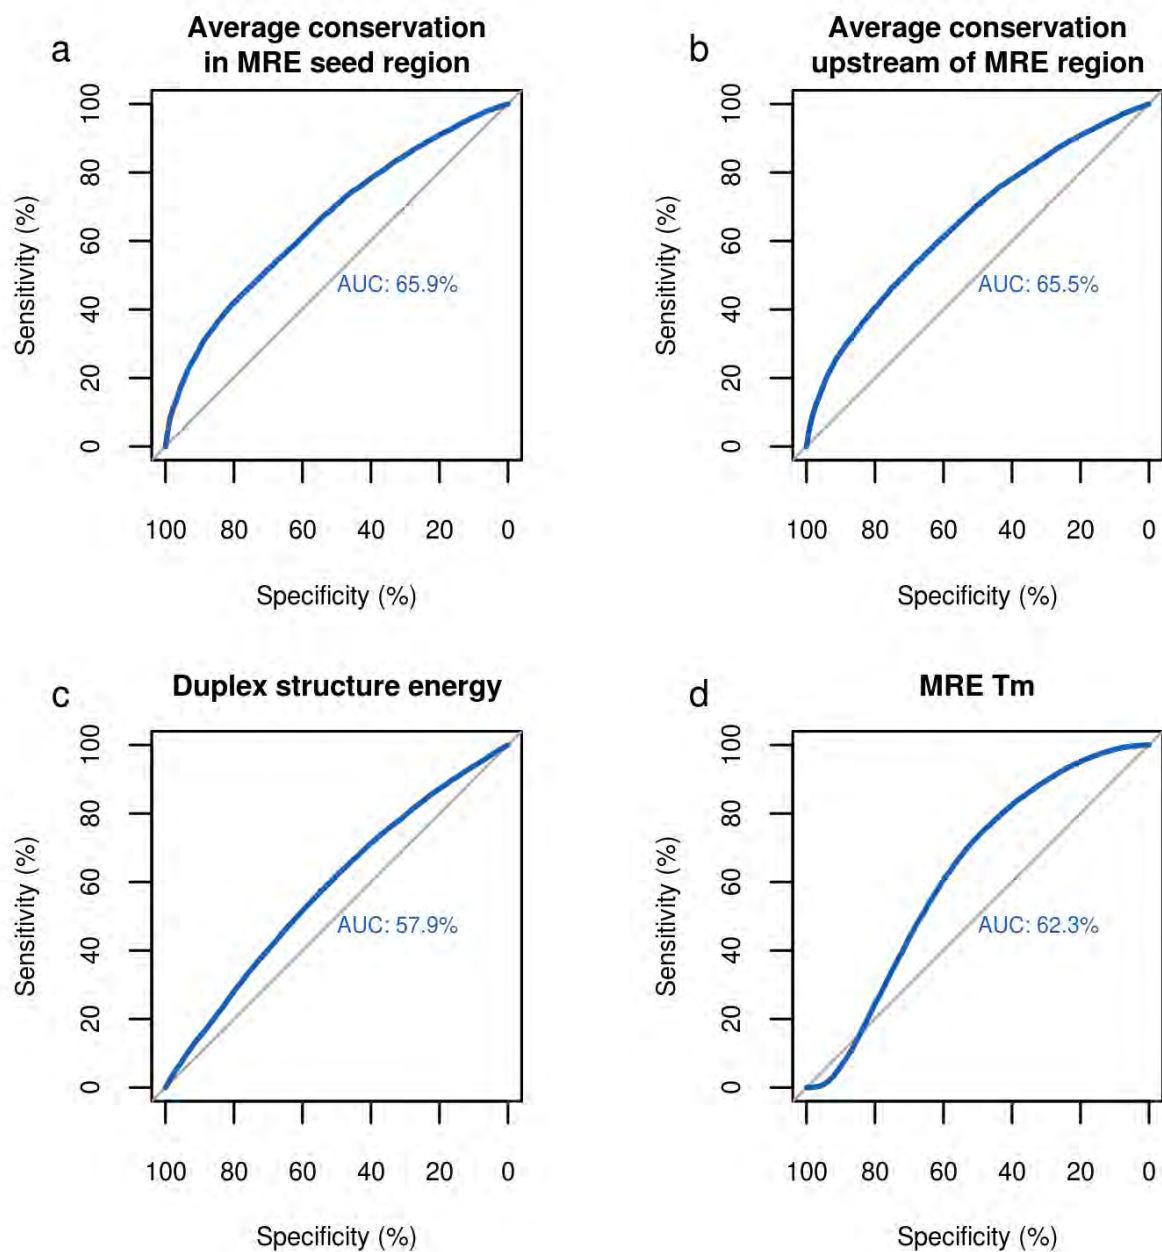 a
Average conservation
in MRE seed region
Sensitivity (%)
100
80
60
40
20
0
AUC: 65.9%
100 80 60 40 20 0
Specificity (%)
b
Average conservation
upstream of MRE region
Sensitivity (%)
100
80
60
40
20
0
AUC: 65.5%
100 80 60 40 20 0
Specificity (%)
c
Duplex structure energy
Sensitivity (%)
100
80
60
40
20
0
AUC: 57.9%
100 80 60 40 20 0
Specificity (%)
d
MRE Tm
Sensitivity (%)
100
80
60
40
20
0
AUC: 62.3%
100 80 60 40 20 0
Specificity (%)